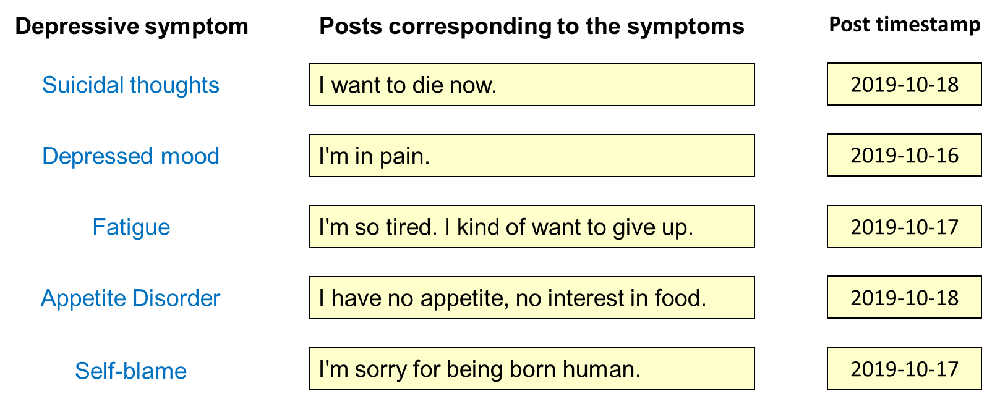 Depressive symptom Posts corresponding to the symptoms Post timestamp
Suicidal thoughts I want to die now. 2019-10-18
Depressed mood I'm in pain. 2019-10-16
Fatigue I'm so tired. I kind of want to give up. 2019-10-17
Appetite Disorder I have no appetite, no interest in food. 2019-10-18
Self-blame I'm sorry for being born human. 2019-10-17